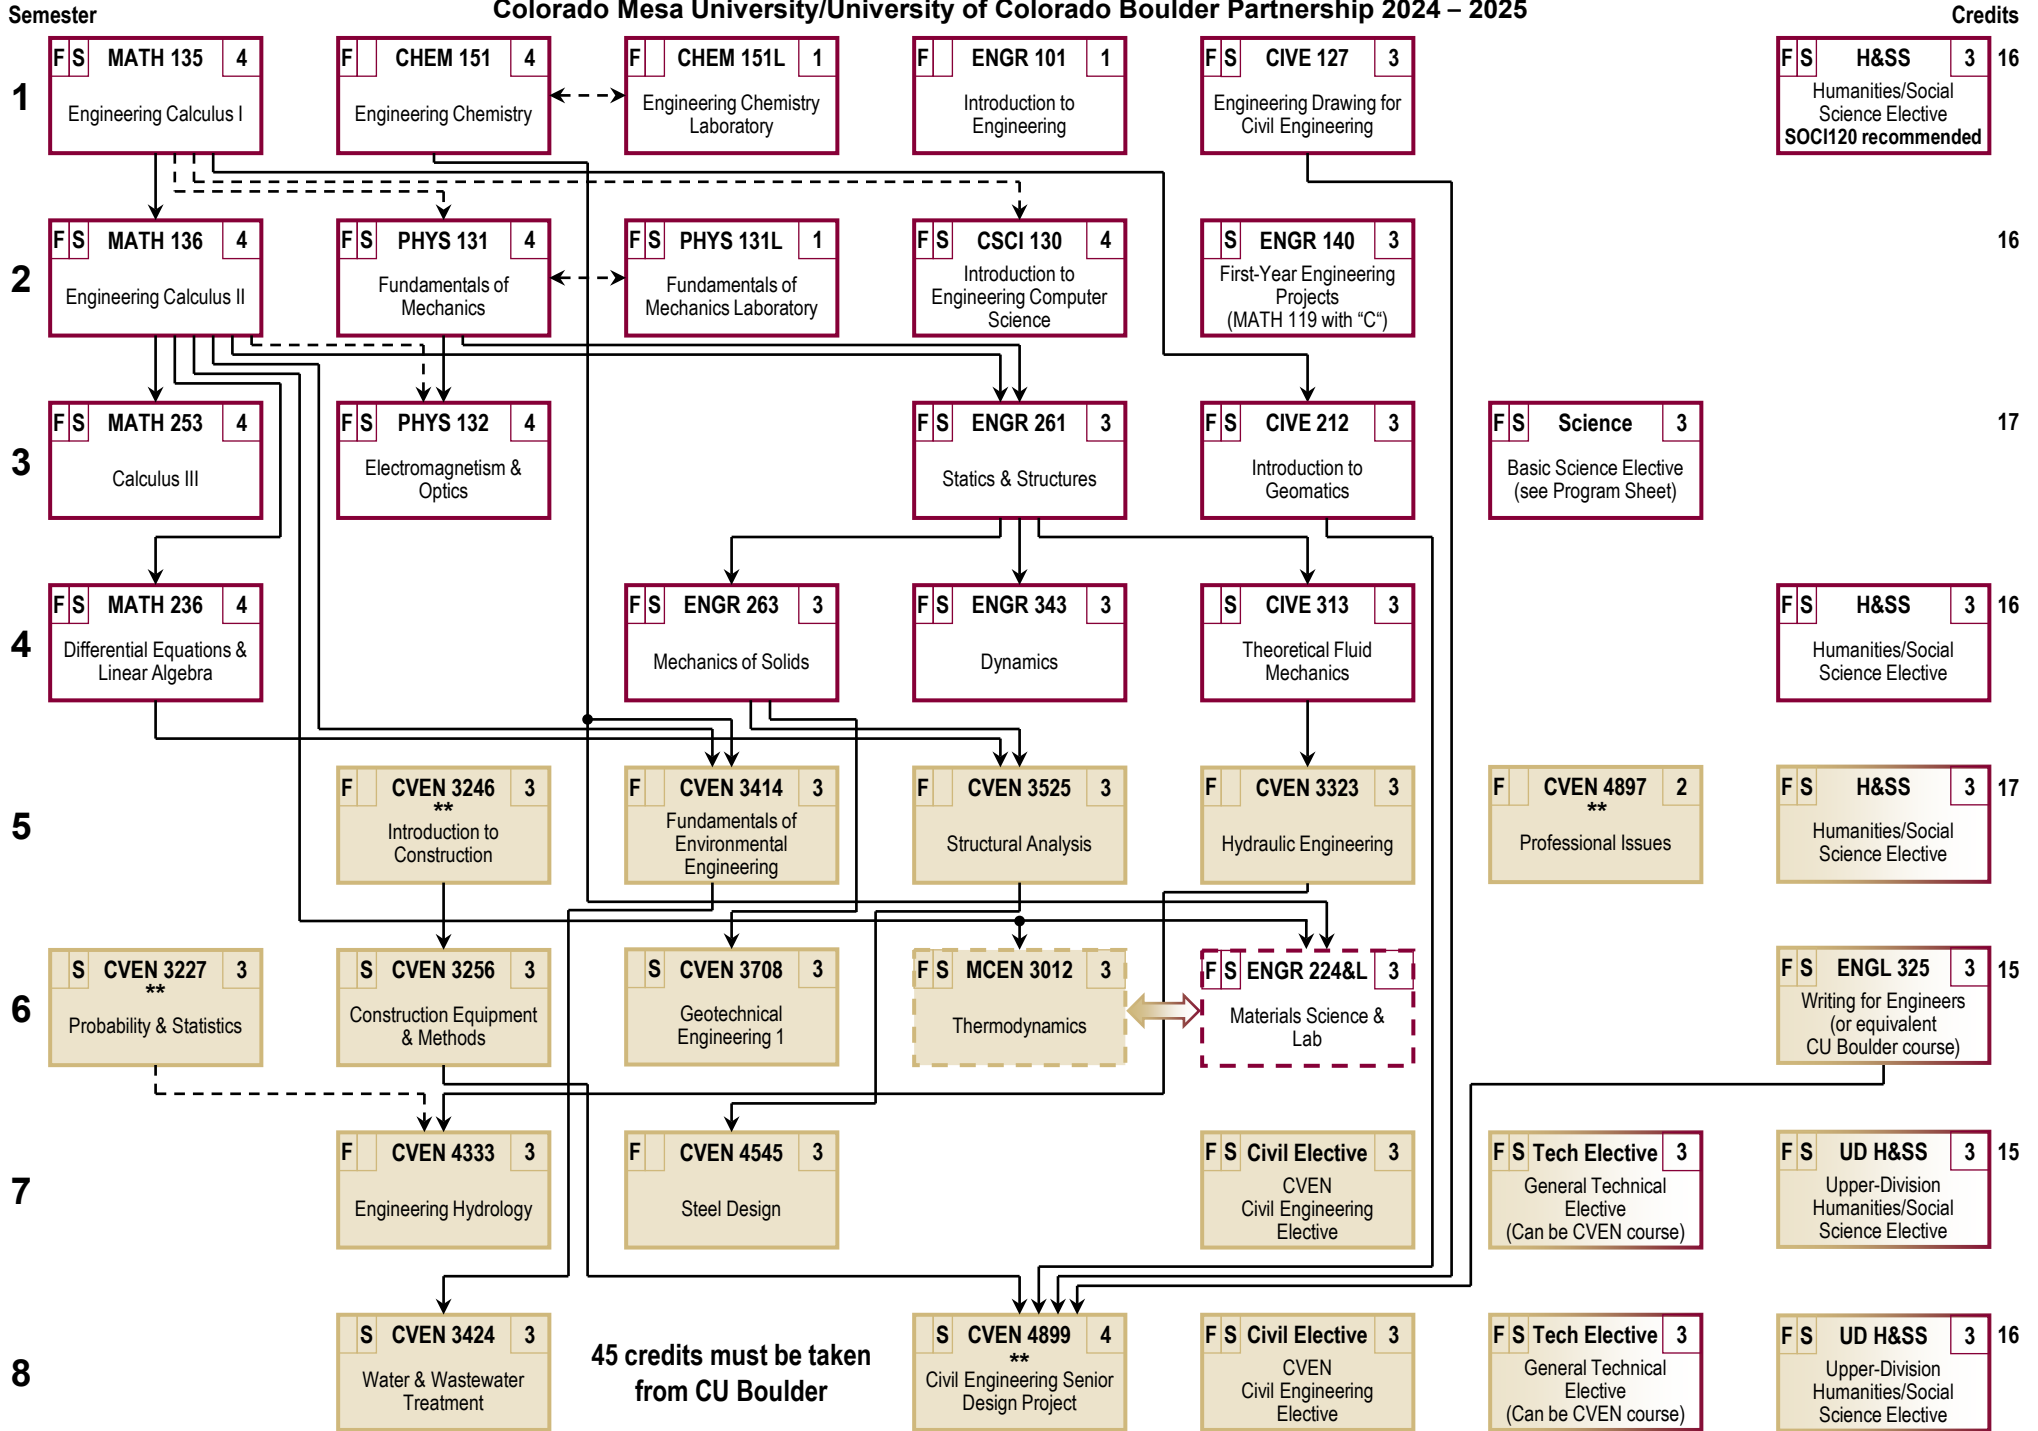 Colorado Mesa University/University of Colorado Boulder Partnership 2024 – 2025
Semester
Credits
1
F S MATH 135 4
Engineering Calculus I
F CHEM 151 4
Engineering Chemistry
F CHEM 151L 1
Engineering Chemistry
Laboratory
F ENGR 101 1
Introduction to
Engineering
F S CIVE 127 3
Engineering Drawing for
Civil Engineering
F S H&SS 3
Humanities/Social
Science Elective
SOCI120 recommended
16
2
F S MATH 136 4
Engineering Calculus II
F S PHYS 131 4
Fundamentals of
Mechanics
F S PHYS 131L 1
Fundamentals of
Mechanics Laboratory
F S CSCI 130 4
Introduction to
Engineering Computer
Science
S ENGR 140 3
First-Year Engineering
Projects
(MATH 119 with “C“)
16
3
F S MATH 253 4
Calculus III
F S PHYS 132 4
Electromagnetism &
Optics
F S ENGR 261 3
Statics & Structures
F S CIVE 212 3
Introduction to
Geomatics
F S Science 3
Basic Science Elective
(see Program Sheet)
17
4
F S MATH 236 4
Differential Equations &
Linear Algebra
F S ENGR 263 3
Mechanics of Solids
F S ENGR 343 3
Dynamics
S CIVE 313 3
Theoretical Fluid
Mechanics
F S H&SS 3
Humanities/Social
Science Elective
16
5
F CVEN 3246 3
**
Introduction to
Construction
F CVEN 3414 3
Fundamentals of
Environmental
Engineering
F CVEN 3525 3
Structural Analysis
F CVEN 3323 3
Hydraulic Engineering
F CVEN 4897 2
**
Professional Issues
F S H&SS 3
Humanities/Social
Science Elective
17
6
S CVEN 3227 3
**
Probability & Statistics
S CVEN 3256 3
Construction Equipment
& Methods
S CVEN 3708 3
Geotechnical
Engineering 1
F S MCEN 3012 3
Thermodynamics
F S ENGR 224&L 3
Materials Science &
Lab
F S ENGL 325 3
Writing for Engineers
(or equivalent
CU Boulder course)
15
7
F CVEN 4333 3
Engineering Hydrology
F CVEN 4545 3
Steel Design
F S Civil Elective 3
CVEN
Civil Engineering
Elective
F S Tech Elective 3
General Technical
Elective
(Can be CVEN course)
F S UD H&SS 3
Upper-Division
Humanities/Social
Science Elective
15
8
S CVEN 3424 3
Water & Wastewater
Treatment
45 credits must be taken
from CU Boulder
S CVEN 4899 4
**
Civil Engineering Senior
Design Project
F S Civil Elective 3
CVEN
Civil Engineering
Elective
F S Tech Elective 3
General Technical
Elective
(Can be CVEN course)
F S UD H&SS 3
Upper-Division
Humanities/Social
Science Elective
16